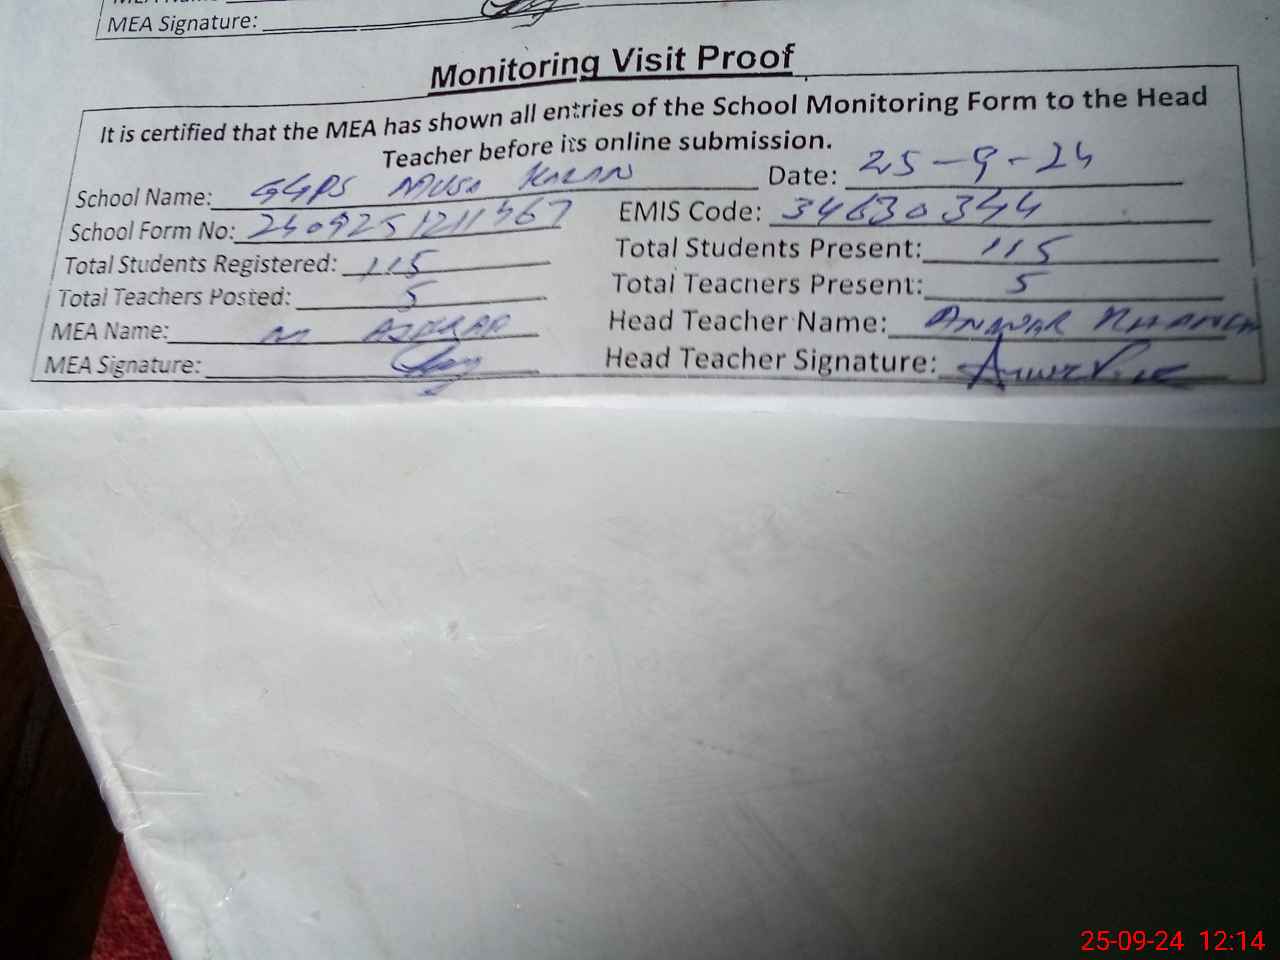 MEA Signature:
Monitoring Visit Proof
It is certified that the MEA has shown all entries of the School Monitoring Form to the Head
Teacher before its online submission.
School Name: GGPS MUSA KALAN Date: 25-9-24
School Form No: 2409251211467 EMIS Code: 34630344
Total Students Registered: 115 Total Students Present: 115
Total Teachers Posted: 5 Total Teachers Present: 5
MEA Name: M Head Teacher Name: ANWAR
MEA Signature: Head Teacher Signature:
25-09-24 12:14